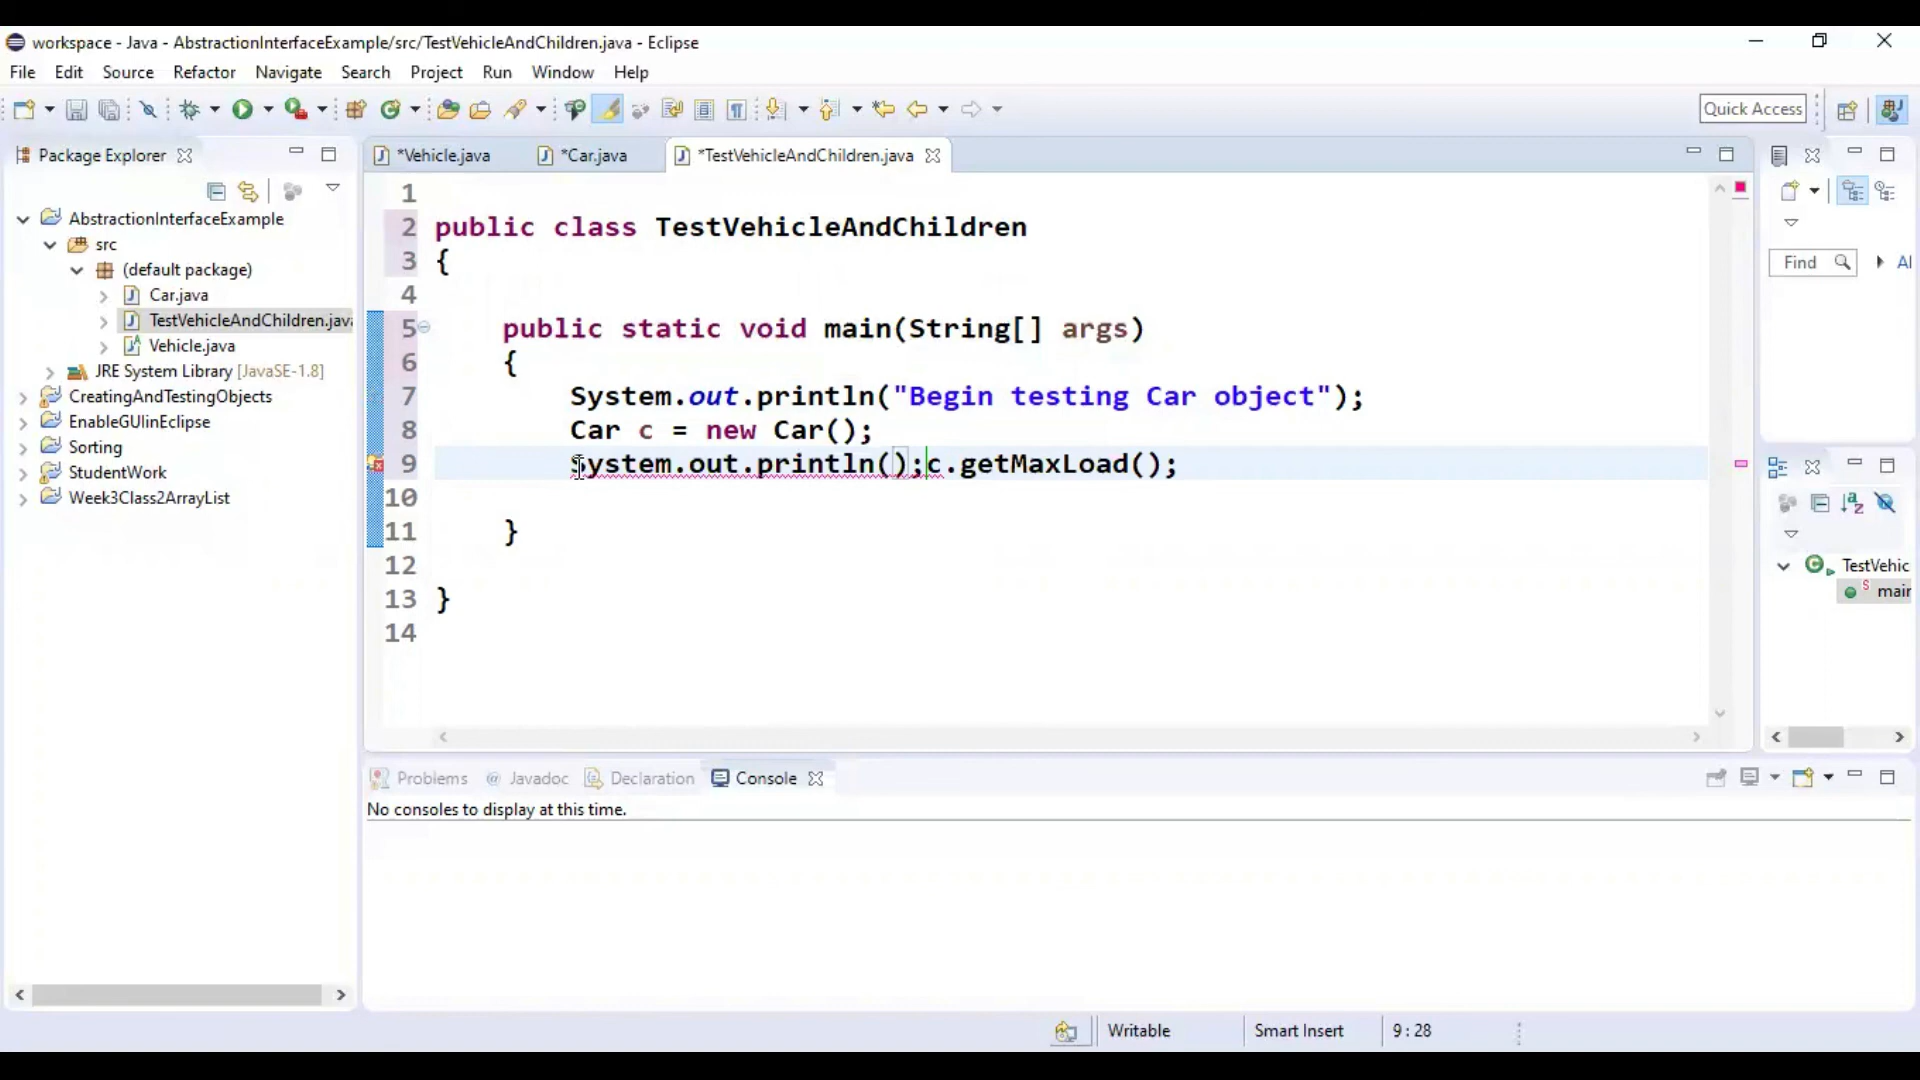 workspace - Java - AbstractionInterfaceExample/src/TestVehicleAndChildren.java - Eclipse
File Edit Source Refactor Navigate Search Project Run Window Help
Quick Access
Package Explorer
*Vehicle.java *Car.java *TestVehicleAndChildren.java
AbstractionInterfaceExample
src
(default package)
Car.java
TestVehicleAndChildren.java
Vehicle.java
JRE System Library [JavaSE-1.8]
CreatingAndTestingObjects
EnableGUIinEclipse
Sorting
StudentWork
Week3Class2ArrayList
1
2 public class TestVehicleAndChildren
3 {
4
5 public static void main(String[] args)
6 {
7 System.out.println("Begin testing Car object");
8 Car c = new Car();
9 System.out.println();c.getMaxLoad();
10
11 }
12
13 }
14
Find Al
TestVehic
main
Problems @ Javadoc Declaration Console
No consoles to display at this time.
Writable Smart Insert 9 : 28